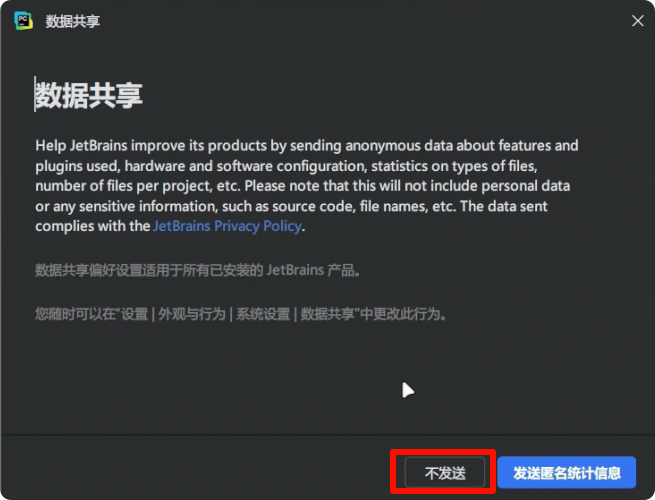 PC
数据共享
数据共享
Help JetBrains improve its products by sending anonymous data about features and
plugins used, hardware and software configuration, statistics on types of files,
number of files per project, etc. Please note that this will not include personal data
or any sensitive information, such as source code, file names, etc. The data sent
complies with the JetBrains Privacy Policy.
数据共享偏好设置适用于所有已安装的 JetBrains 产品。
您随时可以在"设置 | 外观与行为 | 系统设置 | 数据共享"中更改此行为。
不发送
发送匿名统计信息